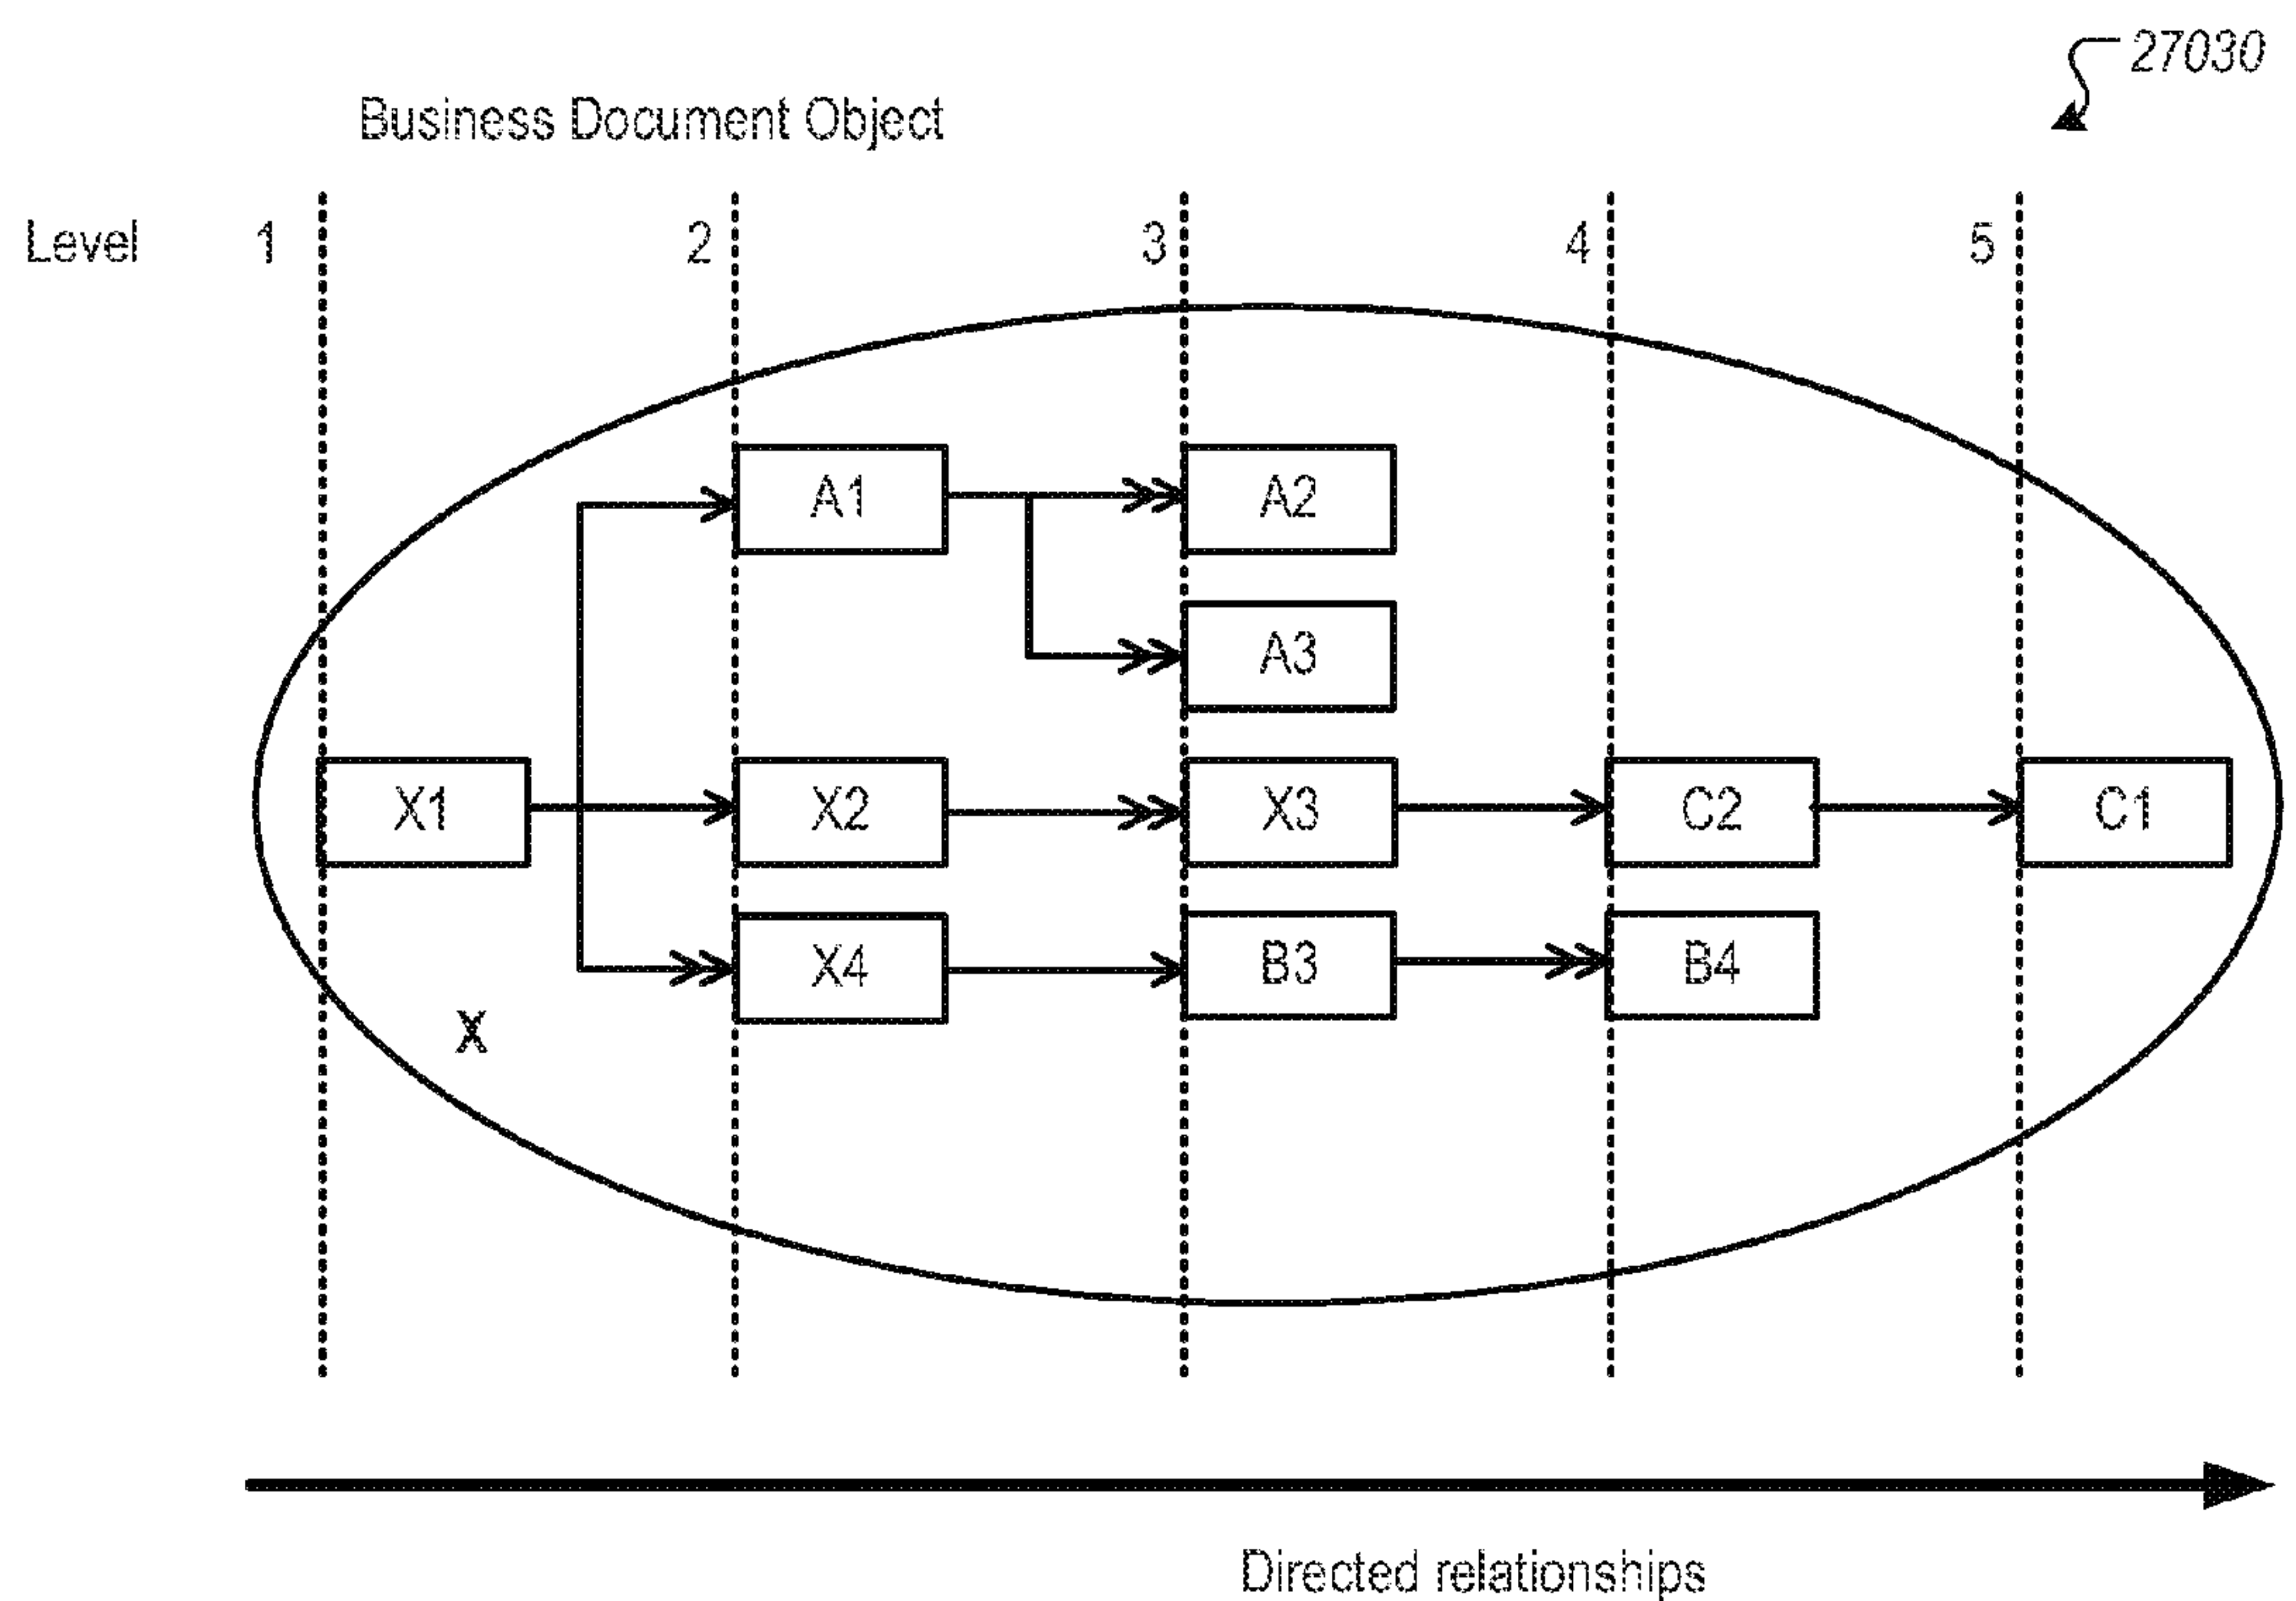 27030
Business Document Object
Level 1 2 3 4 5
A1 A2
A3
X1 X2 X3 C2 C1
X4 B3 B4
X
Directed relationships